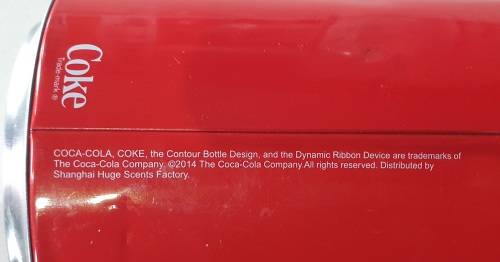 Coke
Trade-mark ®
COCA-COLA, COKE, the Contour Bottle Design, and the Dynamic Ribbon Device are trademarks of
The Coca-Cola Company. ©2014 The Coca-Cola Company.All rights reserved. Distributed by
Shanghai Huge Scents Factory.